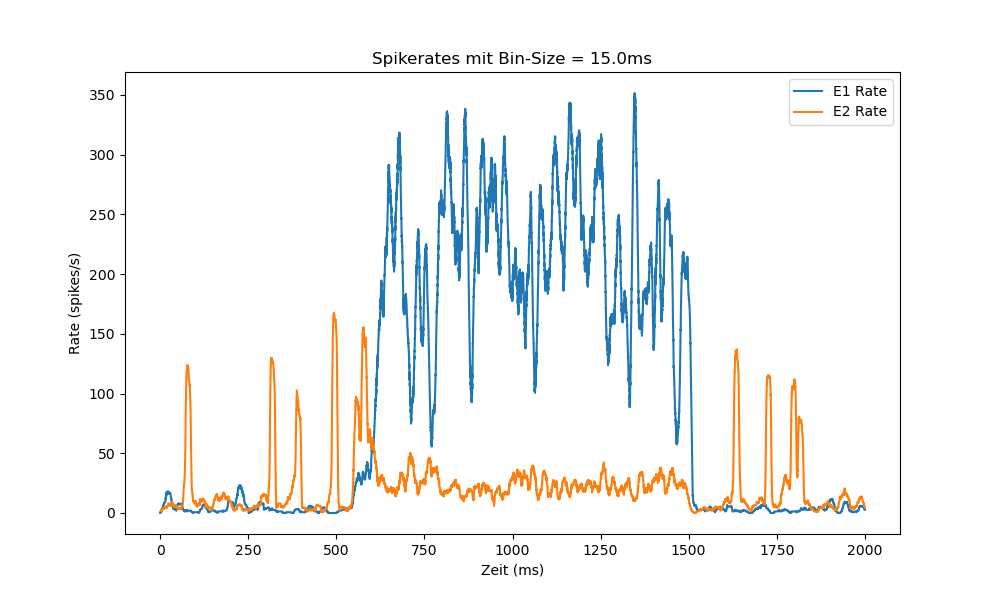 Spikerates mit Bin-Size = 15.0ms
E1 Rate
E2 Rate
Rate (spikes/s)
350
300
250
200
150
100
50
0
0 250 500 750 1000 1250 1500 1750 2000
Zeit (ms)